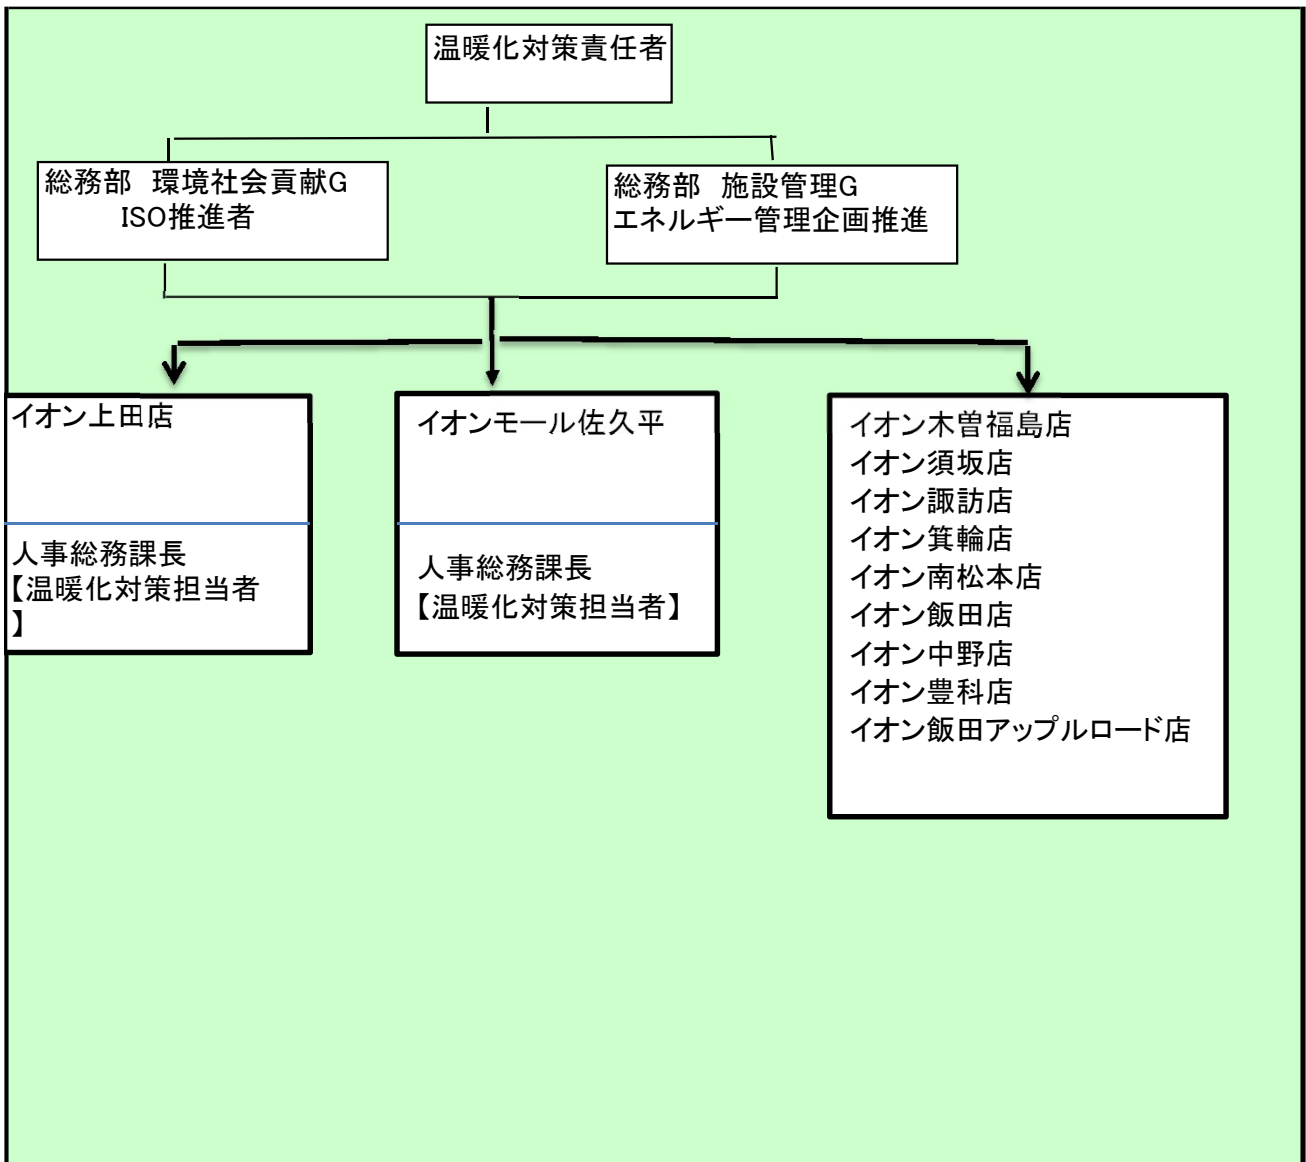 温暖化対策責任者
総務部　環境社会貢献G
ISO推進者
総務部　施設管理G
エネルギー管理企画推進
イオン上田店
人事総務課長
【温暖化対策担当者
】
イオンモール佐久平
人事総務課長
【温暖化対策担当者】
イオン木曽福島店
イオン須坂店
イオン諏訪店
イオン箕輪店
イオン南松本店
イオン飯田店
イオン中野店
イオン豊科店
イオン飯田アップルロード店